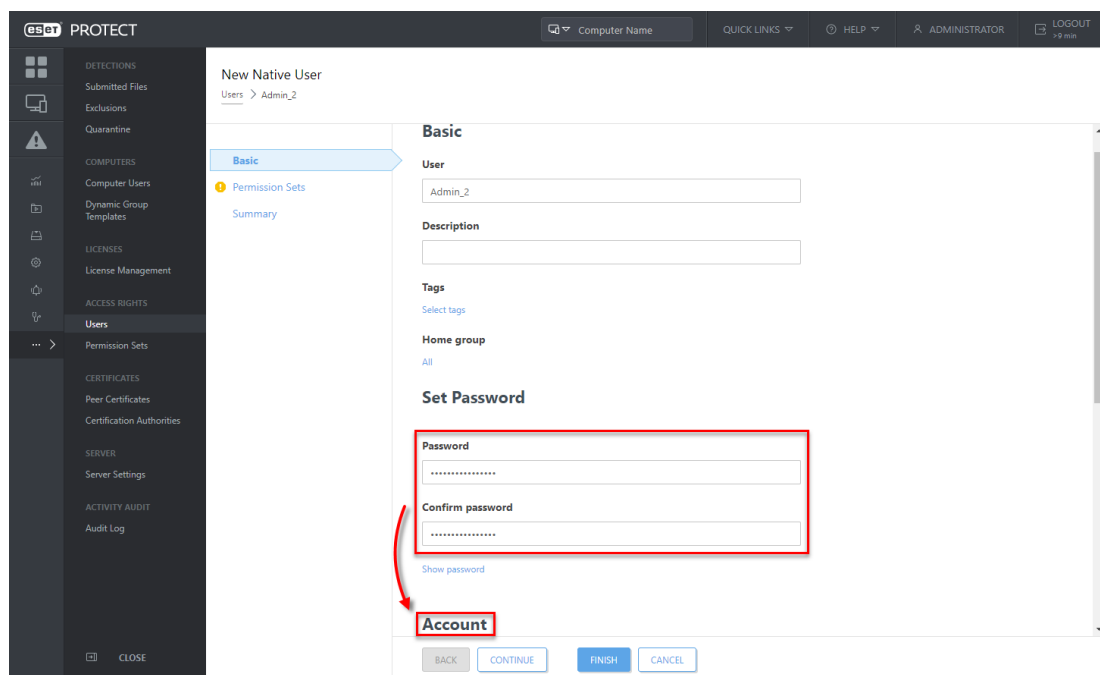 eseT PROTECT
Computer Name
QUICK LINKS
HELP
ADMINISTRATOR
LOGOUT
>9 min
DETECTIONS
Submitted Files
Exclusions
Quarantine
COMPUTERS
Computer Users
Dynamic Group
Templates
LICENSES
License Management
ACCESS RIGHTS
Users
Permission Sets
CERTIFICATES
Peer Certificates
Certification Authorities
SERVER
Server Settings
ACTIVITY AUDIT
Audit Log
CLOSE
New Native User
Users > Admin_2
Basic
Permission Sets
Summary
Basic
User
Admin_2
Description
Tags
Select tags
Home group
All
Set Password
Password
••••••••••••••••
Confirm password
••••••••••••••••
Show password
Account
BACK CONTINUE FINISH CANCEL